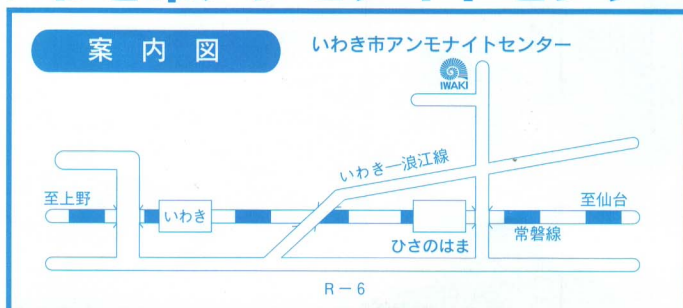 案内図
いわき市アンモナイトセンター
IWAKI
いわき―浪江線
至上野
いわき
至仙台
ひさのはま
常磐線
R－6